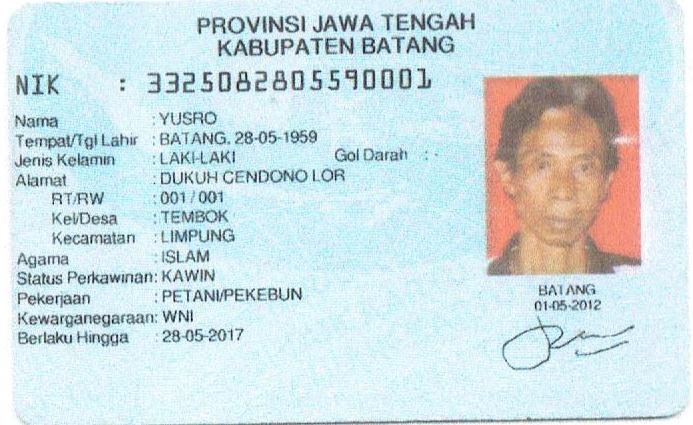 PROVINSI JAWA TENGAH
KABUPATEN BATANG
NIK : 3325082805590001
Nama : YUSRO
Tempat/Tgl Lahir : BATANG, 28-05-1959
Jenis Kelamin : LAKI-LAKI Gol Darah : -
Alamat : DUKUH CENDONO LOR
RT/RW : 001 / 001
Kel/Desa : TEMBOK
Kecamatan : LIMPUNG
Agama : ISLAM
Status Perkawinan: KAWIN
Pekerjaan : PETANI/PEKEBUN
Kewarganegaraan: WNI
Berlaku Hingga : 28-05-2017
BATANG
01-05-2012